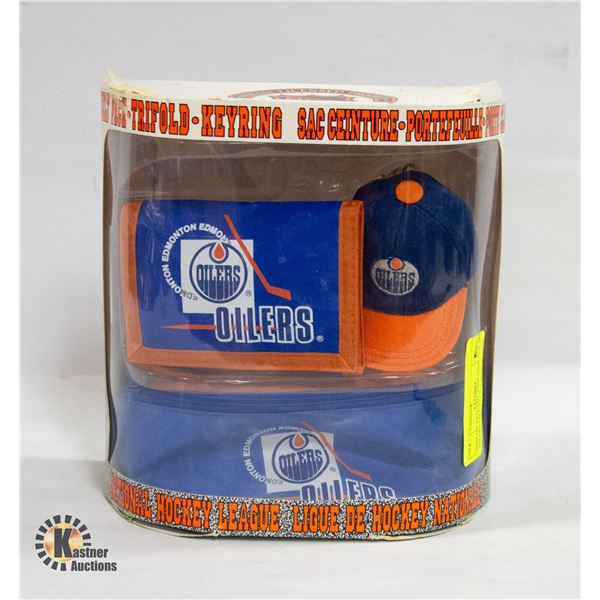 PACK • TRIFOLD • KEYRING SAC CEINTURE • PORTEFEUILLE •
EDMONTON EDMONTON EDMON
OILERS
OILERS ®
OILERS
EDMONTON
OILERS
OILERS
NATIONAL HOCKEY LEAGUE LIGUE DE HOCKEY NATIONALE
Kastner
Auctions